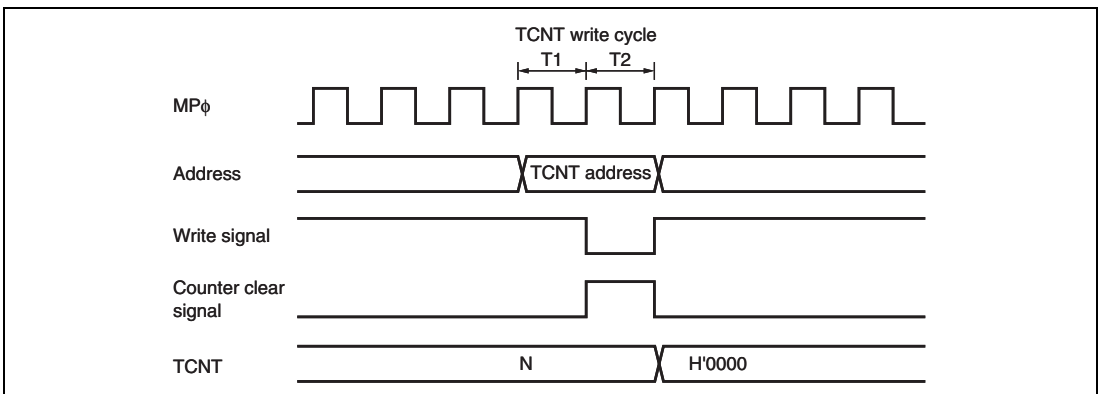 TCNT write cycle
T1 T2
MPϕ
Address
TCNT address
Write signal
Counter clear
signal
TCNT
N
H'0000